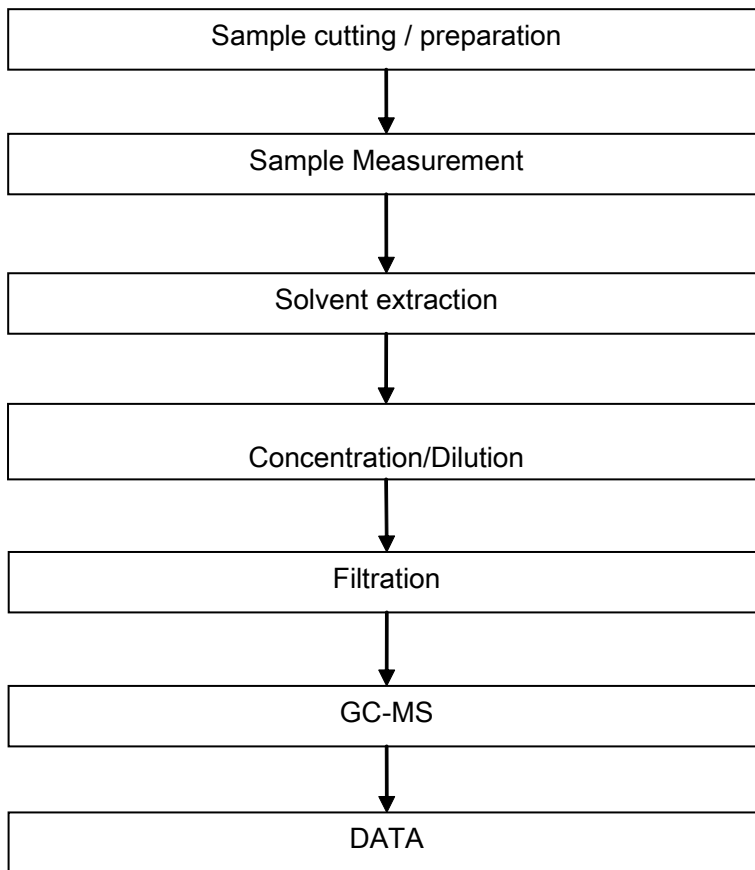 Sample cutting / preparation
Sample Measurement
Solvent extraction
Concentration/Dilution
Filtration
GC-MS
DATA